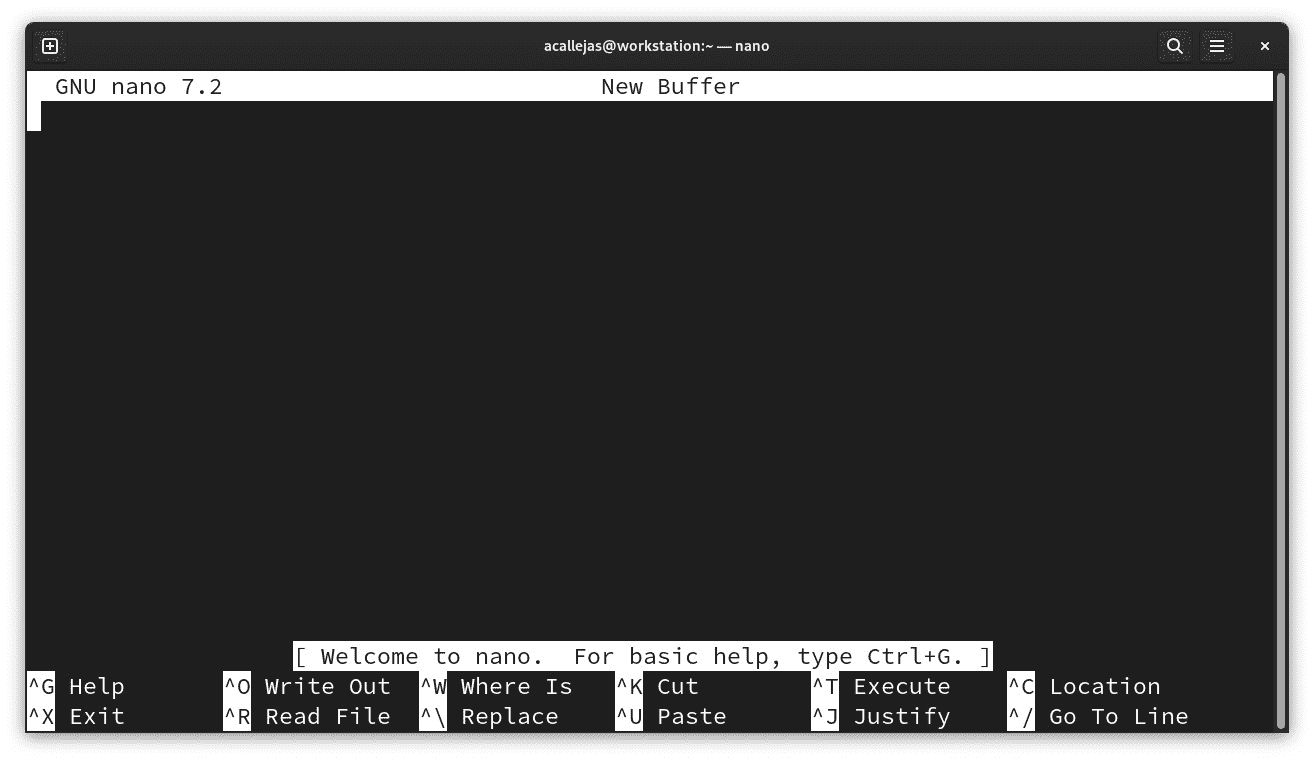 acallejas@workstation:~ — nano
GNU nano 7.2 New Buffer
[ Welcome to nano.  For basic help, type Ctrl+G. ]
^G Help ^O Write Out ^W Where Is ^K Cut ^T Execute ^C Location
^X Exit ^R Read File ^\ Replace ^U Paste ^J Justify ^/ Go To Line